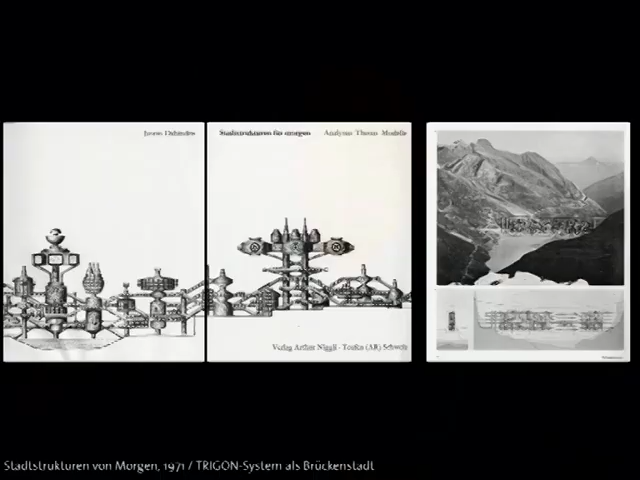 Justus Dahinden
Stadtstrukturen für morgen Analysen Thesen Modelle
Verlag Arthur Niggli · Teufen (AR) Schweiz
Stadtstrukturen von Morgen, 1971 / TRIGON-System als Brückenstadt